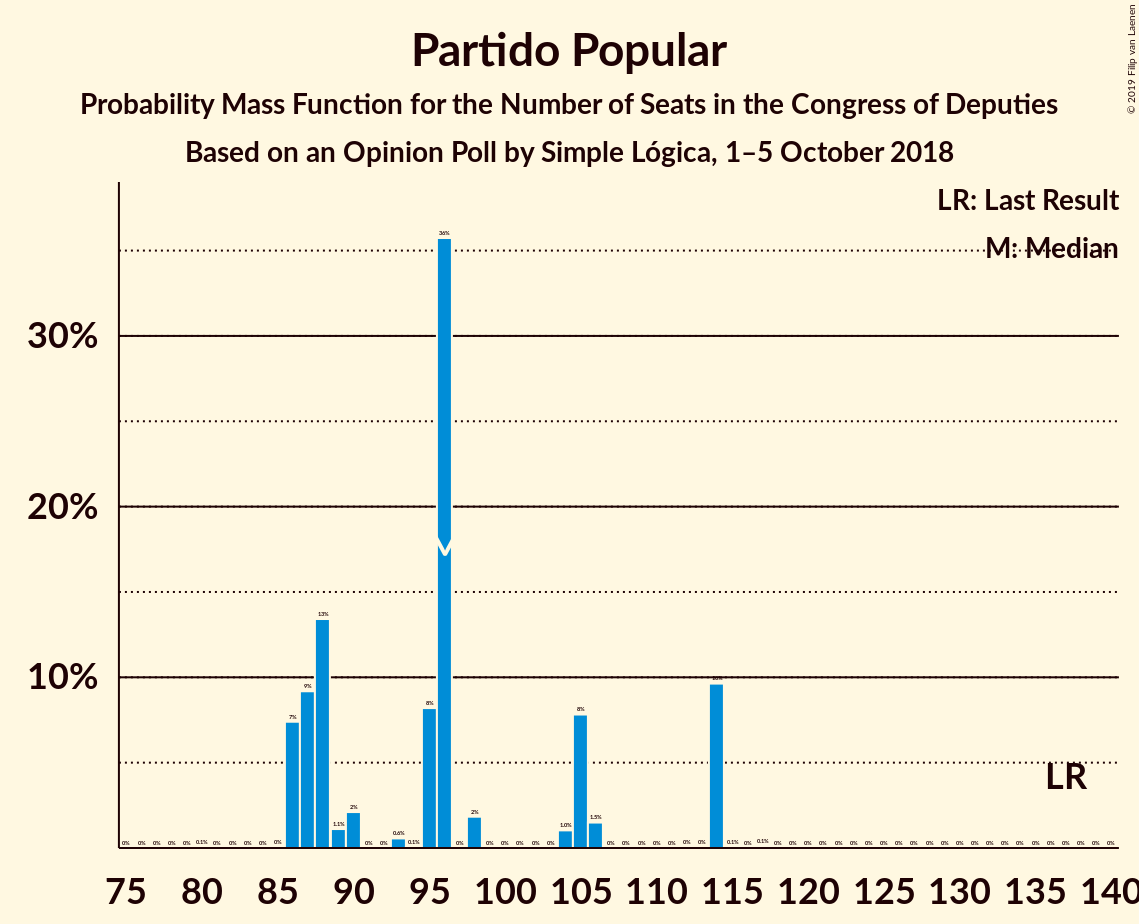 Partido Popular
Probability Mass Function for the Number of Seats in the Congress of Deputies
Based on an Opinion Poll by Simple Lógica, 1–5 October 2018
© 2019 Filip van Laenen
LR: Last Result
M: Median
30%
20%
10%
36%
13%
9%
7%
8%
8%
10%
2%
1.1%
0.6%
0.1%
2%
1.0%
1.5%
0.1%
0.1%
0.1%
0%
LR
75 80 85 90 95 100 105 110 115 120 125 130 135 140